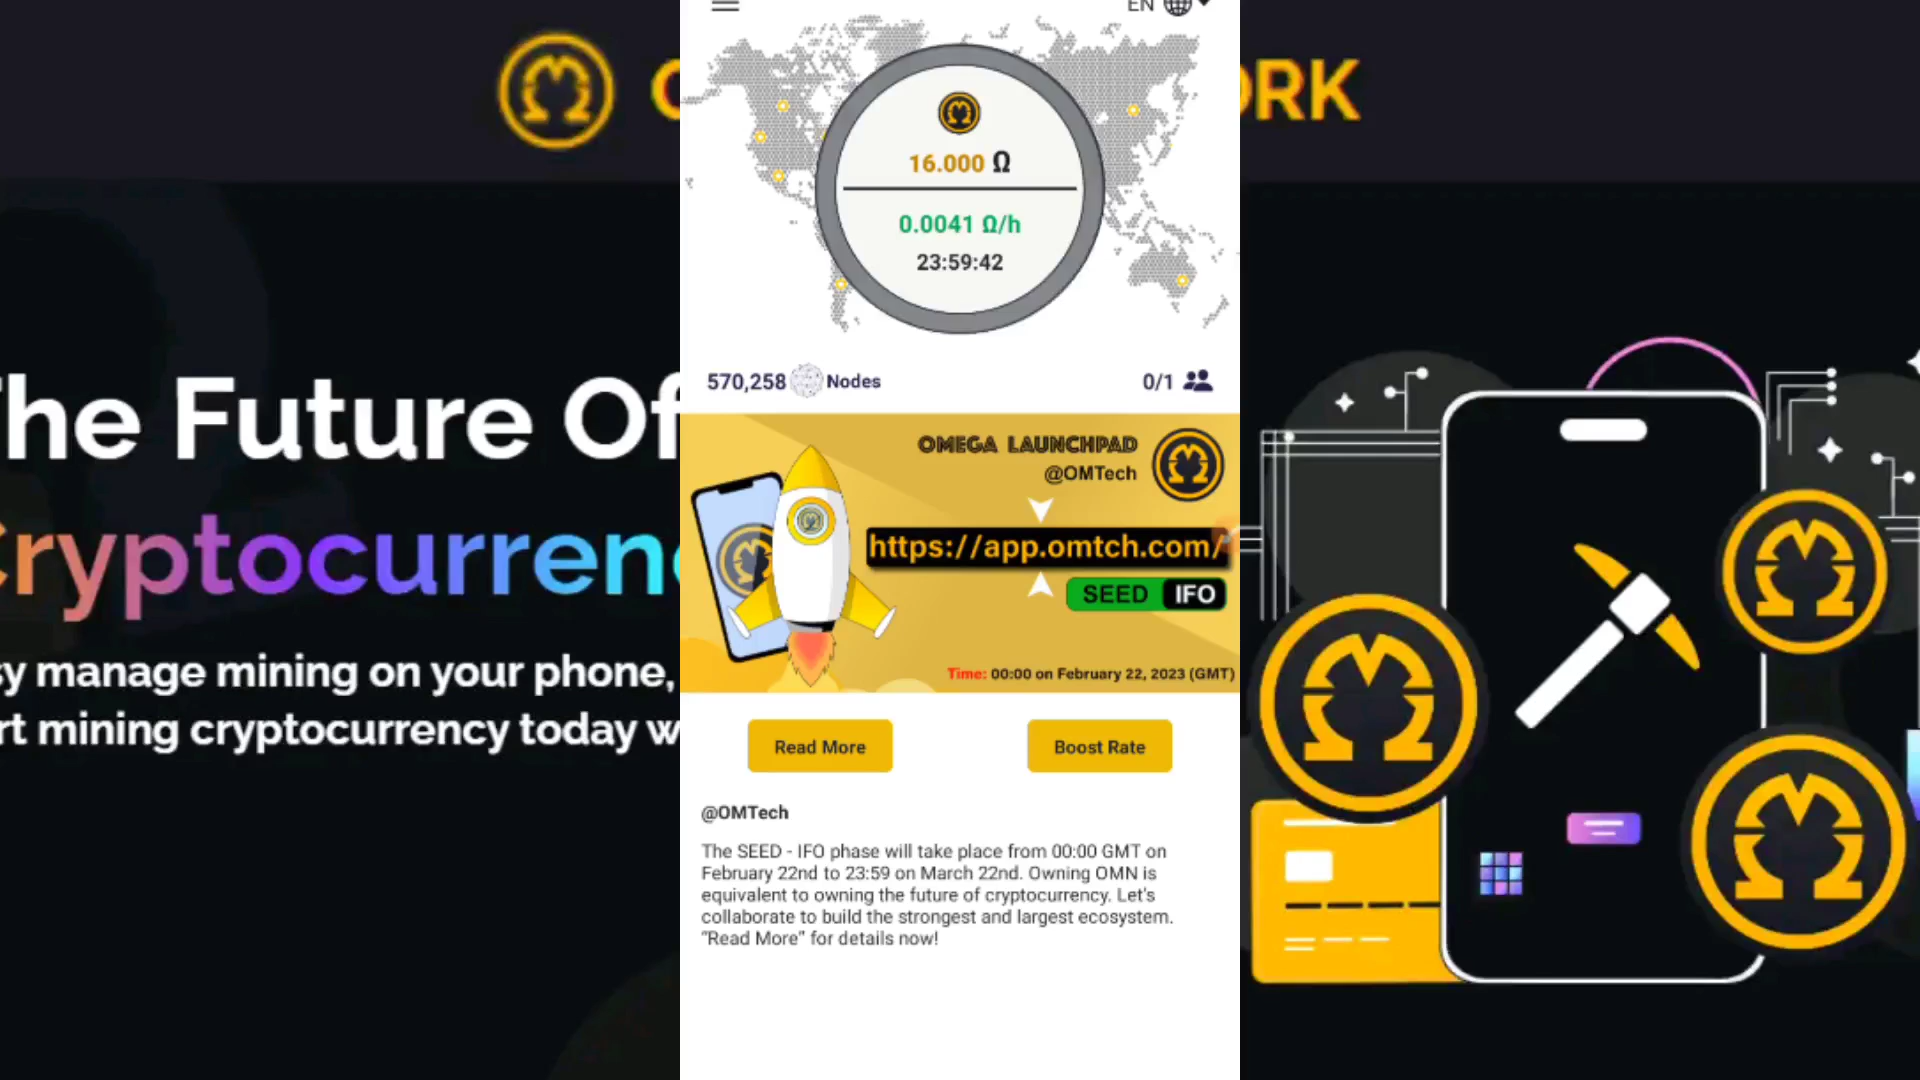 EN
ORK
16.000 Ω
0.0041 Ω/h
23:59:42
570,258 Nodes
0/1
The Future Of
Cryptocurrenc
sy manage mining on your phone,
rt mining cryptocurrency today w
OMEGA LAUNCHPAD
@OMTech
https://app.omtch.com/
SEED IFO
Time: 00:00 on February 22, 2023 (GMT)
Read More
Boost Rate
@OMTech
The SEED - IFO phase will take place from 00:00 GMT on
February 22nd to 23:59 on March 22nd. Owning OMN is
equivalent to owning the future of cryptocurrency. Let's
collaborate to build the strongest and largest ecosystem.
“Read More” for details now!